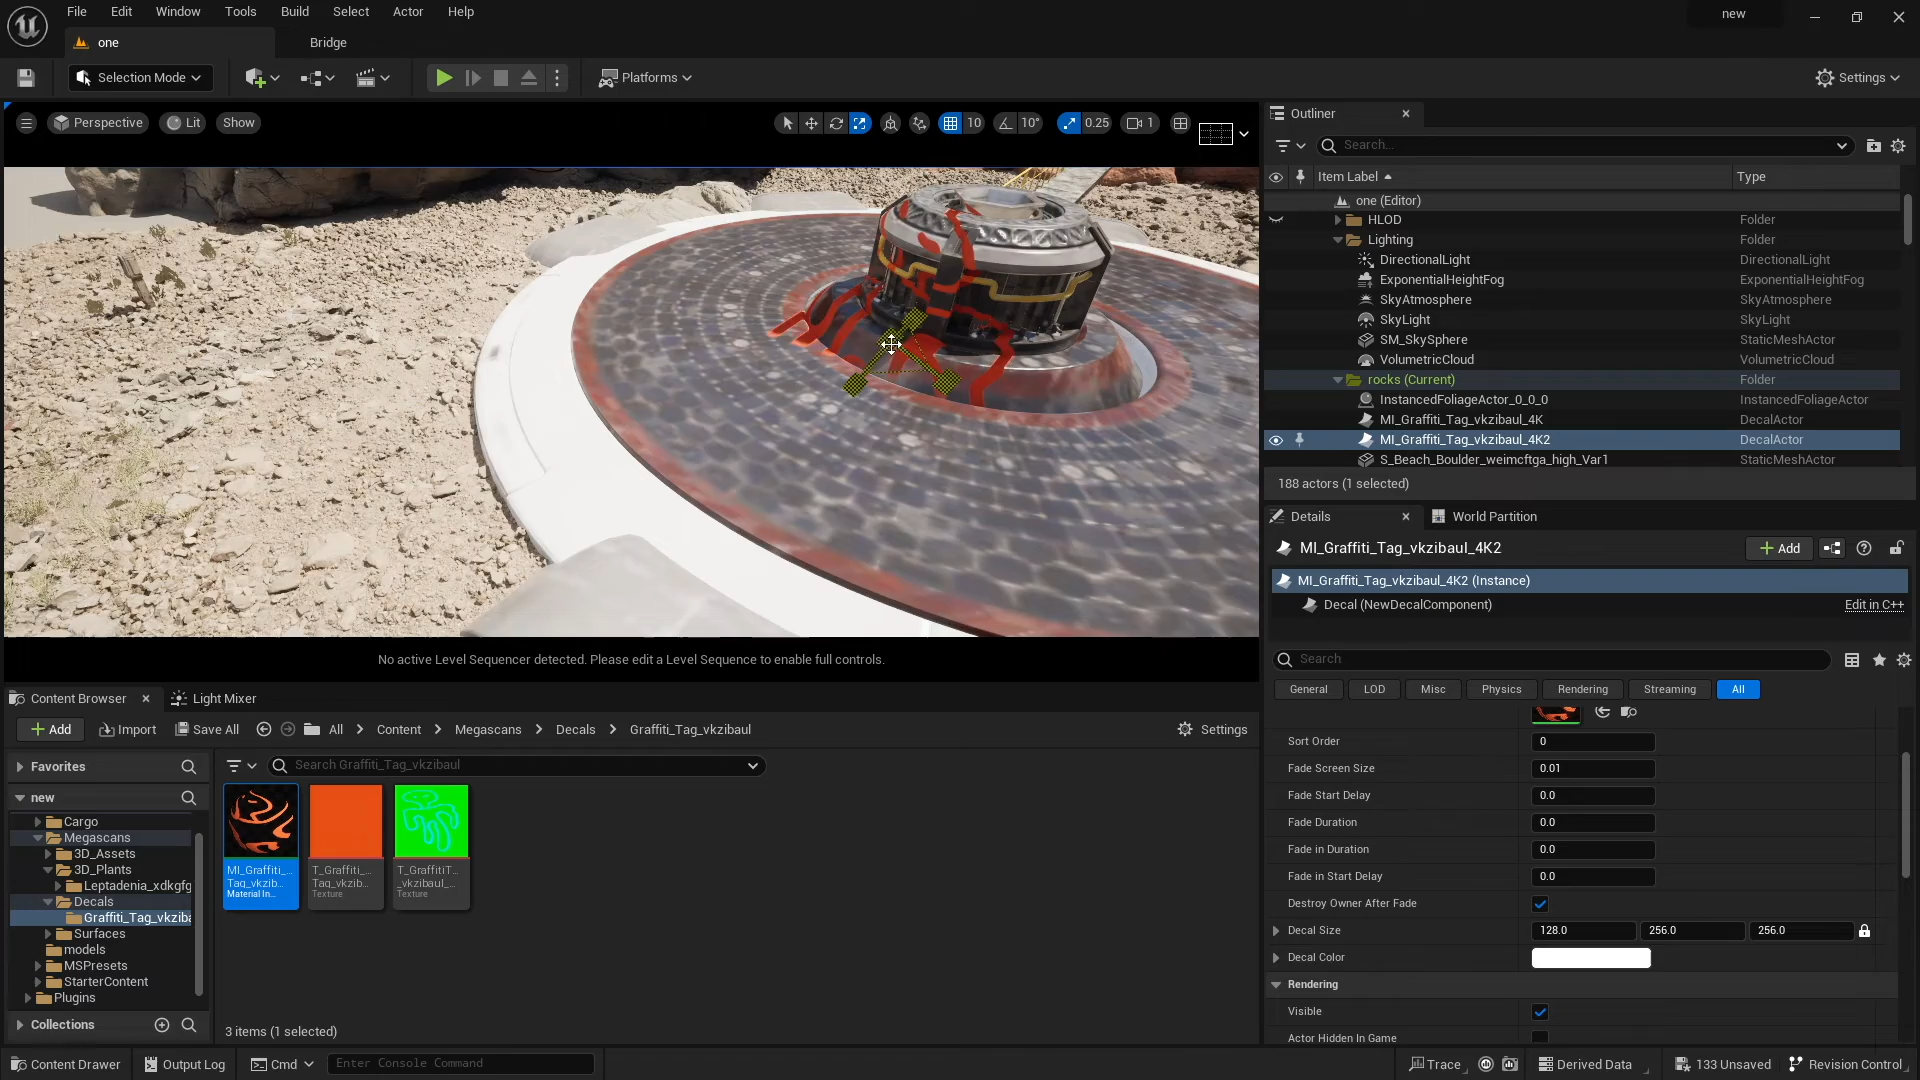 File Edit Window Tools Build Select Actor Help
new
one
Bridge
Selection Mode
Platforms
Settings
Perspective
Lit
Show
10
10°
0.25
1
No active Level Sequencer detected. Please edit a Level Sequence to enable full controls.
Outliner
Search...
Item Label Type
one (Editor)
HLOD Folder
Lighting Folder
DirectionalLight DirectionalLight
ExponentialHeightFog ExponentialHeightFog
SkyAtmosphere SkyAtmosphere
SkyLight SkyLight
SM_SkySphere StaticMeshActor
VolumetricCloud VolumetricCloud
rocks (Current) Folder
InstancedFoliageActor_0_0_0 InstancedFoliageActor
MI_Graffiti_Tag_vkzibaul_4K DecalActor
MI_Graffiti_Tag_vkzibaul_4K2 DecalActor
S_Beach_Boulder_weimcftga_high_Var1 StaticMeshActor
188 actors (1 selected)
Details
World Partition
MI_Graffiti_Tag_vkzibaul_4K2
Add
MI_Graffiti_Tag_vkzibaul_4K2 (Instance)
Decal (NewDecalComponent) Edit in C++
Search
General LOD Misc Physics Rendering Streaming All
Sort Order 0
Fade Screen Size 0.01
Fade Start Delay 0.0
Fade Duration 0.0
Fade in Duration 0.0
Fade in Start Delay 0.0
Destroy Owner After Fade
Decal Size 128.0 256.0 256.0
Decal Color
Rendering
Visible
Actor Hidden In Game
Content Browser
Light Mixer
Add Import Save All All Content Megascans Decals Graffiti_Tag_vkzibaul Settings
Favorites
new
Cargo
Megascans
3D_Assets
3D_Plants
Leptadenia_xdkgfg
Decals
Graffiti_Tag_vkziba
Surfaces
models
MSPresets
StarterContent
Plugins
Collections
Search Graffiti_Tag_vkzibaul
MI_Graffiti_...
Tag_vkzib...
Material In...
T_Graffiti_...
Tag_vkzib...
Texture
T_GraffitiT...
_vkzibaul_...
Texture
3 items (1 selected)
Content Drawer Output Log Cmd Enter Console Command Trace Derived Data 133 Unsaved Revision Control